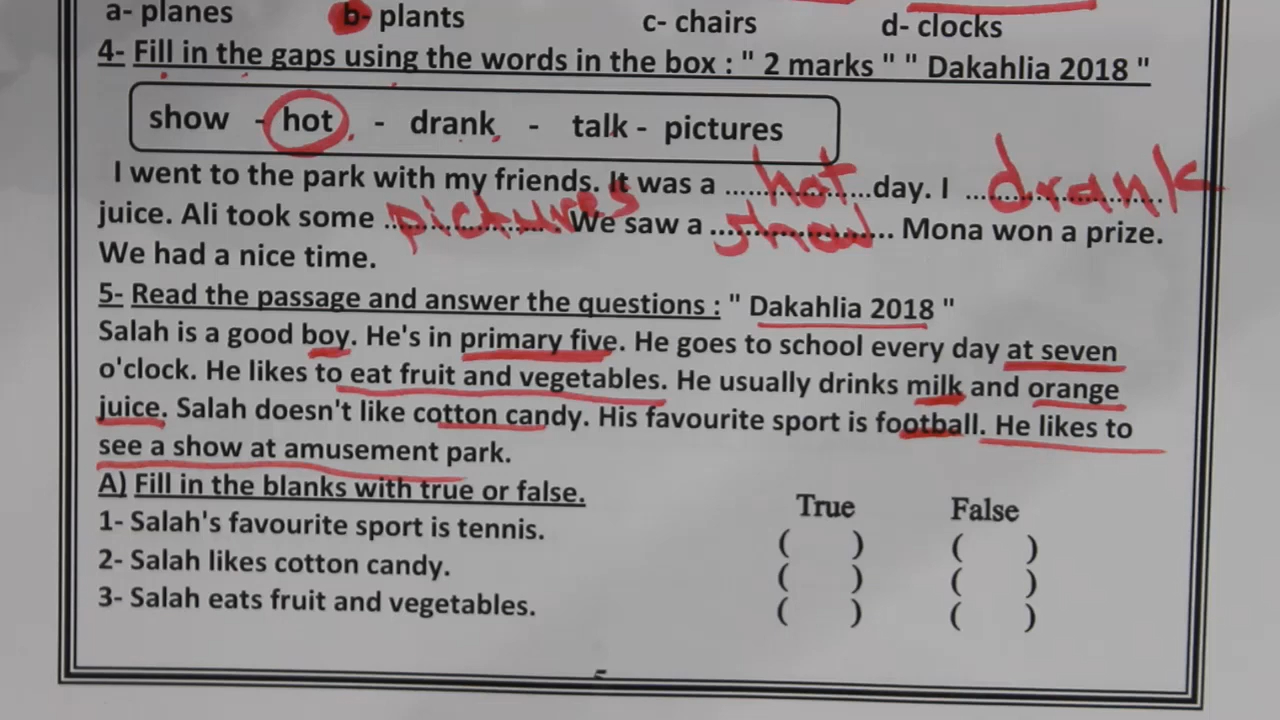 a- planes b- plants c- chairs d- clocks
4- Fill in the gaps using the words in the box : " 2 marks " " Dakahlia 2018 "
show - hot - drank - talk - pictures
I went to the park with my friends. It was a ......hot......day. I ......drank......
juice. Ali took some ......pictures...... . We saw a ......show...... Mona won a prize.
We had a nice time.
5- Read the passage and answer the questions : " Dakahlia 2018 "
Salah is a good boy. He's in primary five. He goes to school every day at seven
o'clock. He likes to eat fruit and vegetables. He usually drinks milk and orange
juice. Salah doesn't like cotton candy. His favourite sport is football. He likes to
see a show at amusement park.
A) Fill in the blanks with true or false. True False
1- Salah's favourite sport is tennis. ( ) ( )
2- Salah likes cotton candy. ( ) ( )
3- Salah eats fruit and vegetables. ( ) ( )